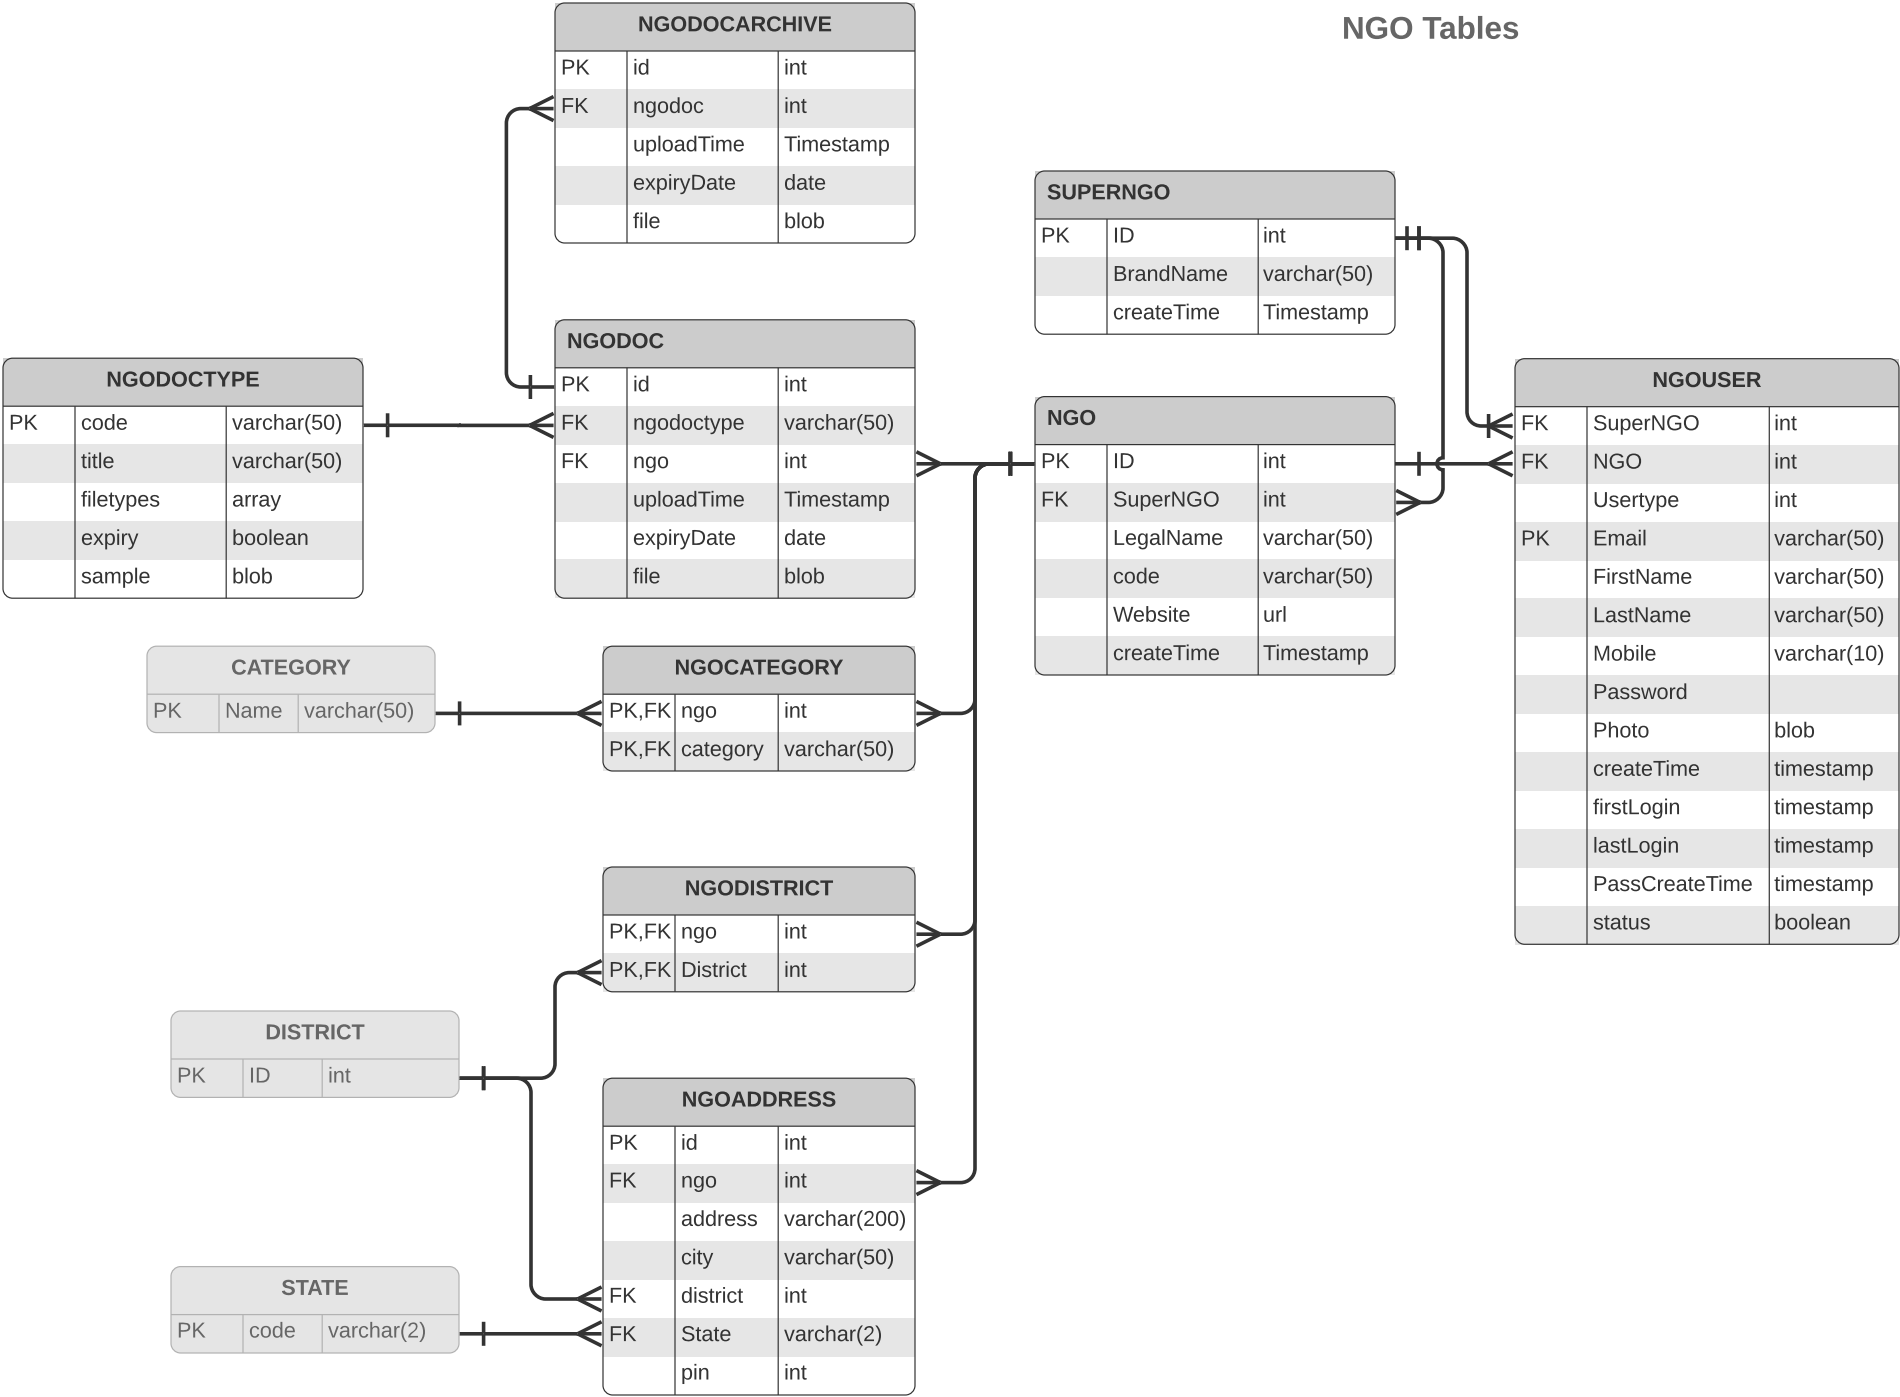 NGO Tables
NGODOCARCHIVE
PK id int
FK ngodoc int
uploadTime Timestamp
expiryDate date
file blob
SUPERNGO
PK ID int
BrandName varchar(50)
createTime Timestamp
NGODOC
PK id int
FK ngodoctype varchar(50)
FK ngo int
uploadTime Timestamp
expiryDate date
file blob
NGODOCTYPE
PK code varchar(50)
title varchar(50)
filetypes array
expiry boolean
sample blob
NGO
PK ID int
FK SuperNGO int
LegalName varchar(50)
code varchar(50)
Website url
createTime Timestamp
NGOUSER
FK SuperNGO int
FK NGO int
Usertype int
PK Email varchar(50)
FirstName varchar(50)
LastName varchar(50)
Mobile varchar(10)
Password
Photo blob
createTime timestamp
firstLogin timestamp
lastLogin timestamp
PassCreateTime timestamp
status boolean
CATEGORY
PK Name varchar(50)
NGOCATEGORY
PK,FK ngo int
PK,FK category varchar(50)
NGODISTRICT
PK,FK ngo int
PK,FK District int
DISTRICT
PK ID int
NGOADDRESS
PK id int
FK ngo int
address varchar(200)
city varchar(50)
FK district int
FK State varchar(2)
pin int
STATE
PK code varchar(2)